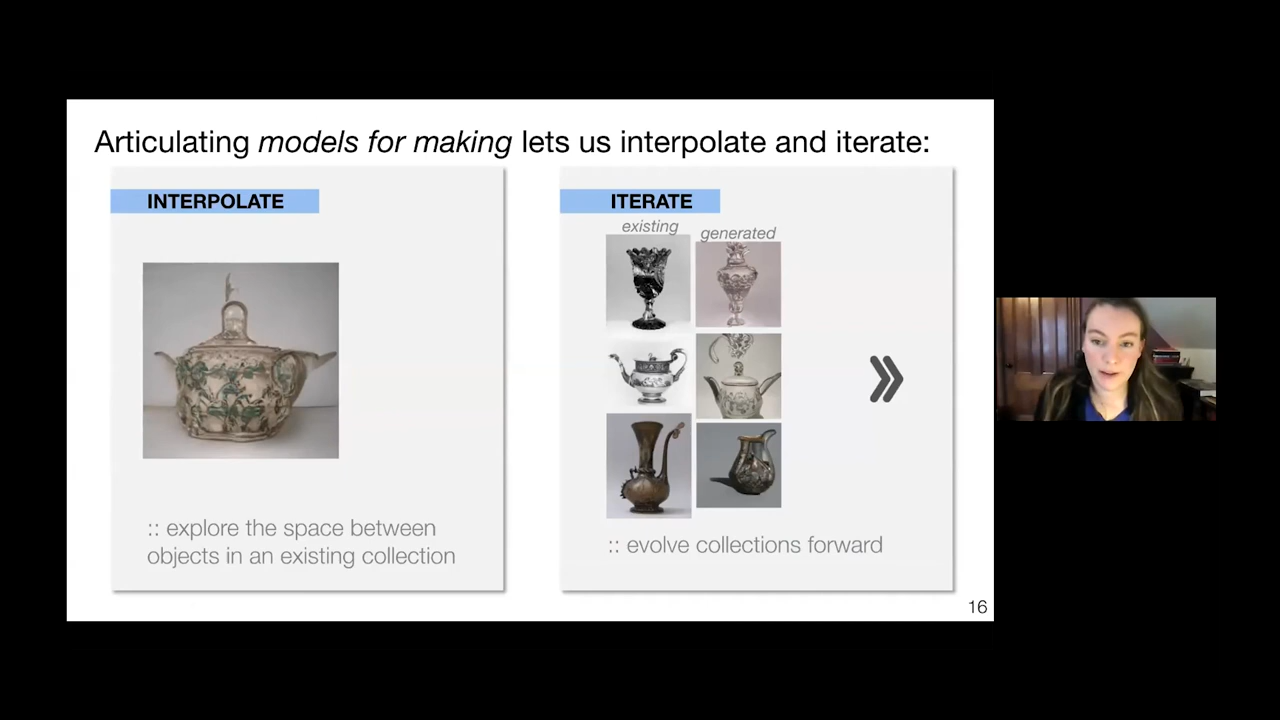 Articulating models for making lets us interpolate and iterate:
INTERPOLATE
:: explore the space between
objects in an existing collection
ITERATE
existing
generated
:: evolve collections forward
16